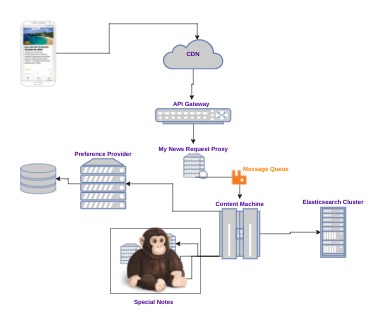 CDN
API Gateway
My News Request Proxy
Message Queue
Preference Provider
Content Machine
Elasticsearch Cluster
Special Notes